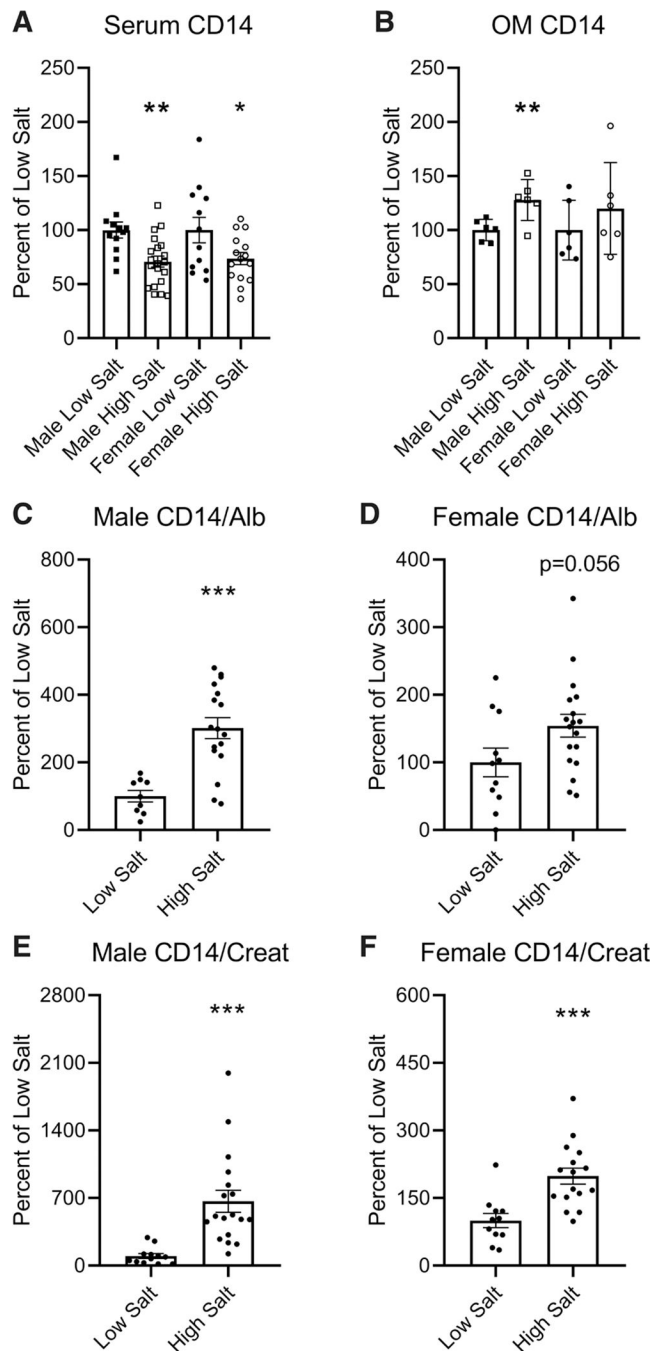 A Serum CD14
Percent of Low Salt
250
200
150
100
50
0
** *
Male Low Salt
Male High Salt
Female Low Salt
Female High Salt
B OM CD14
Percent of Low Salt
250
200
150
100
50
0
**
Male Low Salt
Male High Salt
Female Low Salt
Female High Salt
C Male CD14/Alb
Percent of Low Salt
800
600
400
200
0
***
Low Salt
High Salt
D Female CD14/Alb
Percent of Low Salt
400
300
200
100
0
p=0.056
Low Salt
High Salt
E Male CD14/Creat
Percent of Low Salt
2800
2100
1400
700
0
***
Low Salt
High Salt
F Female CD14/Creat
Percent of Low Salt
600
450
300
150
0
***
Low Salt
High Salt